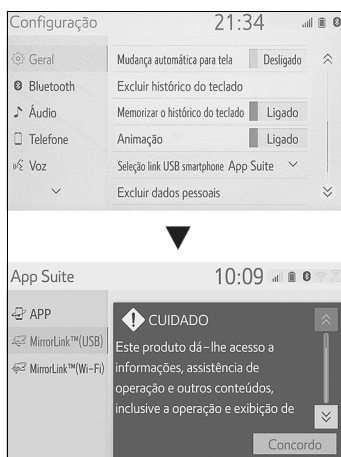 Configuração 21:34
Geral
Mudança automática para tela Desligado
Bluetooth
Excluir histórico do teclado
Áudio
Memorizar o histórico do teclado Ligado
Telefone
Animação Ligado
Voz
Seleção link USB smartphone App Suite
Excluir dados pessoais
App Suite 10:09
APP
MirrorLink™(USB)
MirrorLink™(Wi-Fi)
CUIDADO
Este produto dá-lhe acesso a
informações, assistência de
operação e outros conteúdos,
inclusive a operação e exibição de
Concordo